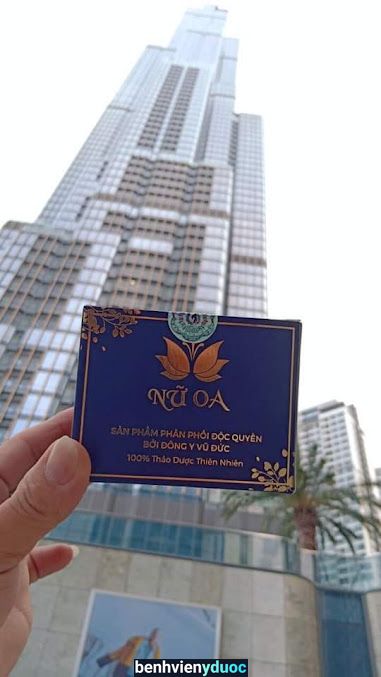 NỮ OA
SẢN PHẨM PHÂN PHỐI ĐỘC QUYỀN
BỞI ĐÔNG Y VŨ ĐỨC
100% Thảo Dược Thiên Nhiên
benhvienyduoc